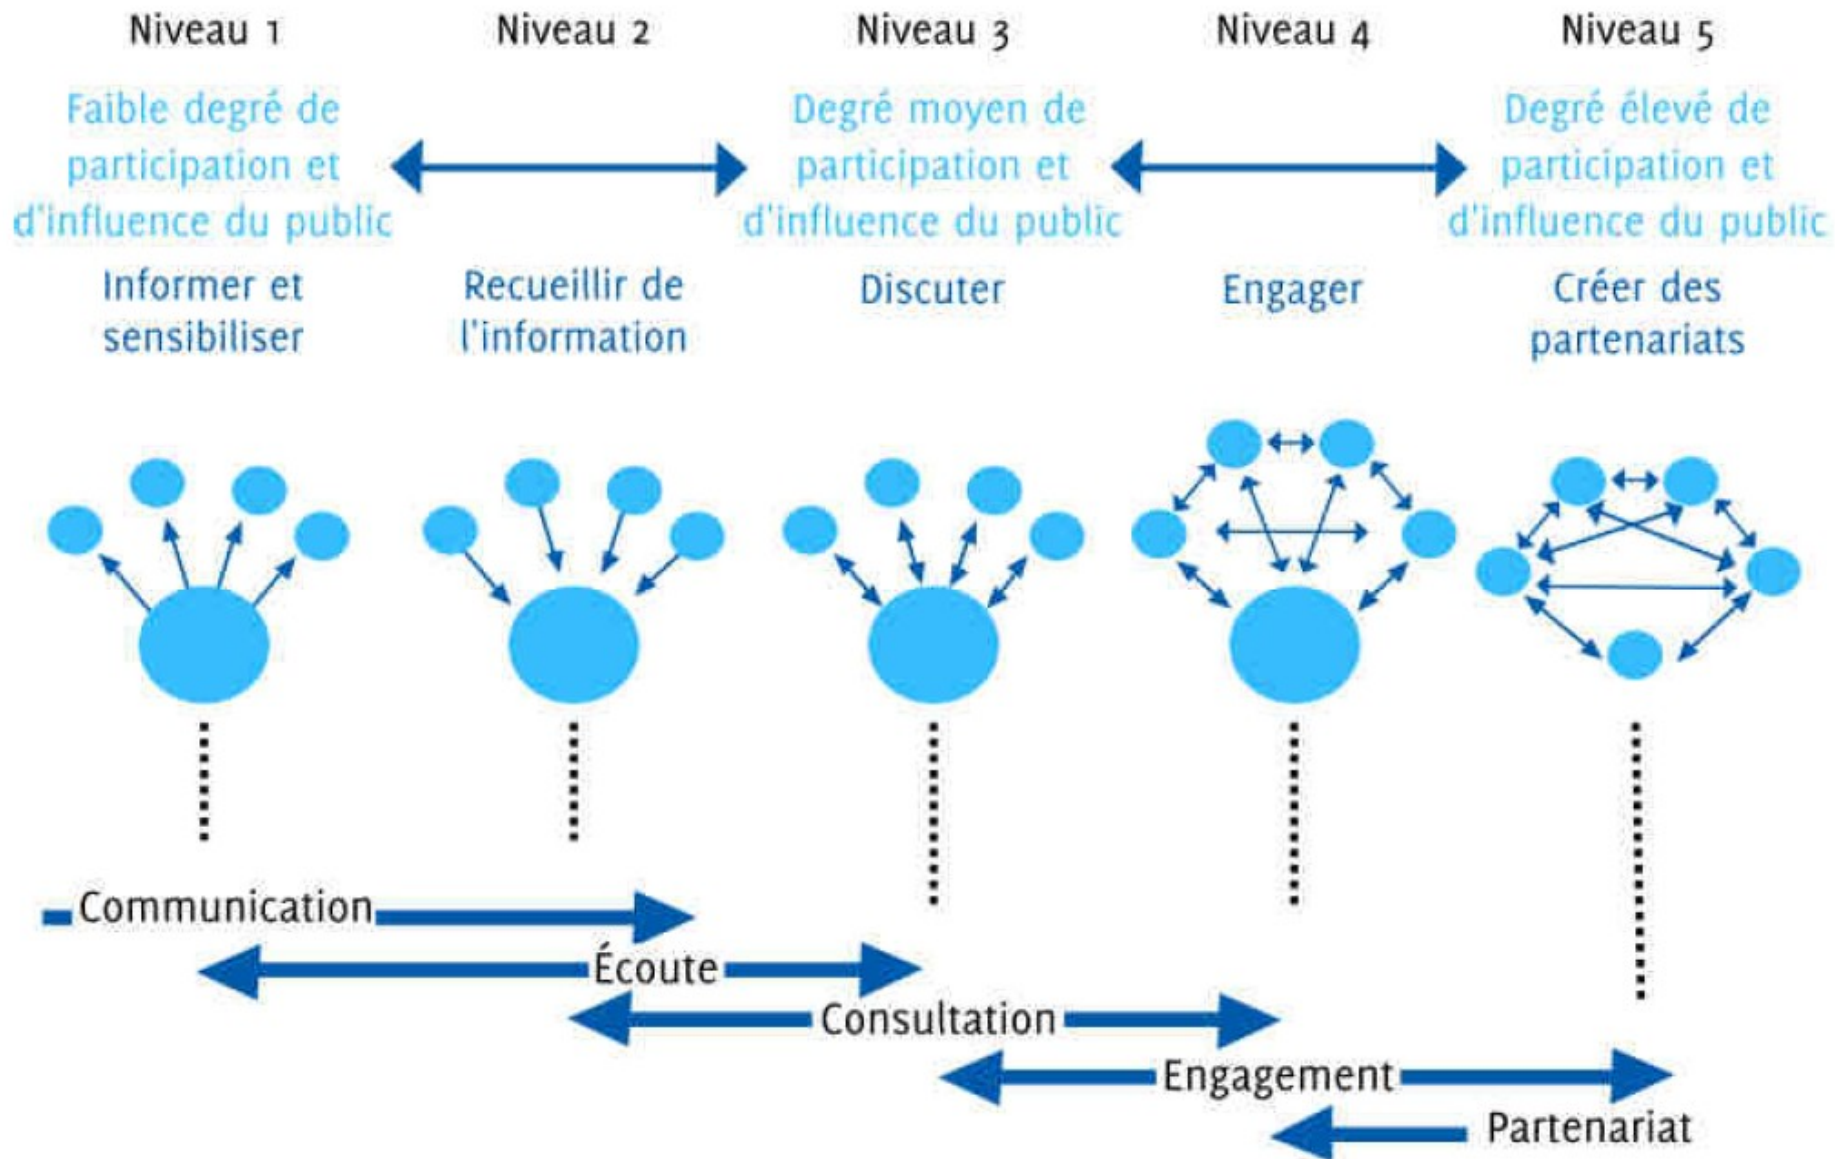 Niveau 1
Niveau 2
Niveau 3
Niveau 4
Niveau 5
Faible degré de
participation et
d'influence du public
Degré moyen de
participation et
d'influence du public
Degré élevé de
participation et
d'influence du public
Informer et
sensibiliser
Recueillir de
l'information
Discuter
Engager
Créer des
partenariats
Communication
Écoute
Consultation
Engagement
Partenariat